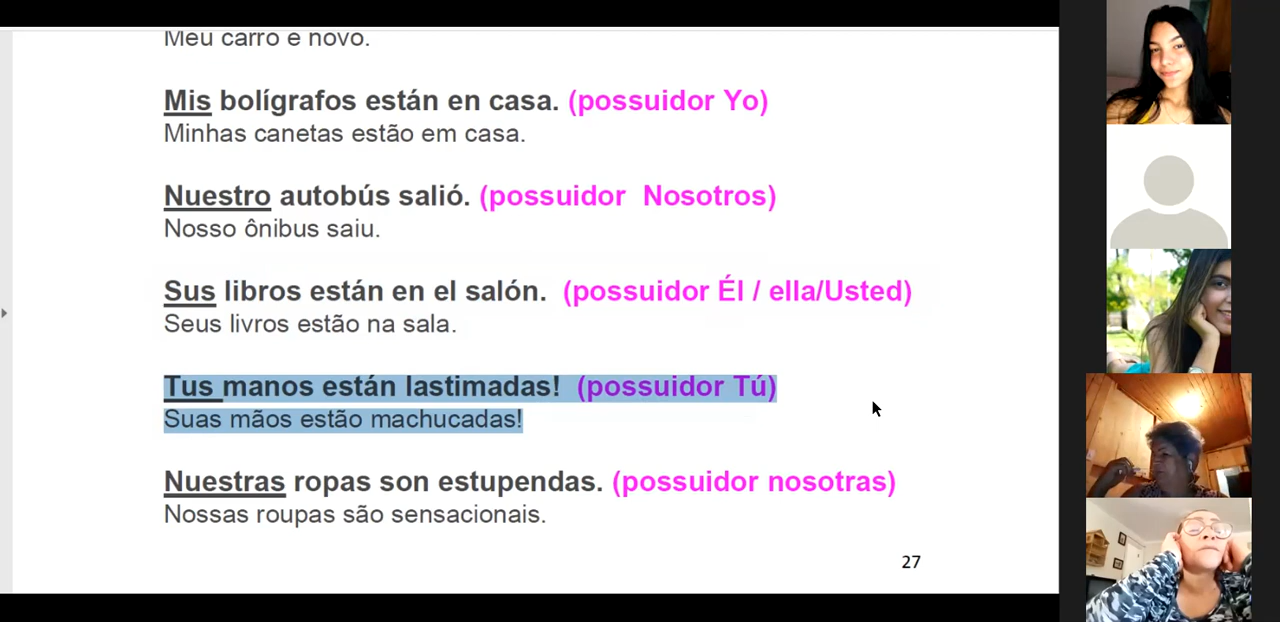 Meu carro e novo.
Mis bolígrafos están en casa. (possuidor Yo)
Minhas canetas estão em casa.
Nuestro autobús salió. (possuidor Nosotros)
Nosso ônibus saiu.
Sus libros están en el salón. (possuidor Él / ella/Usted)
Seus livros estão na sala.
Tus manos están lastimadas! (possuidor Tú)
Suas mãos estão machucadas!
Nuestras ropas son estupendas. (possuidor nosotras)
Nossas roupas são sensacionais.
27